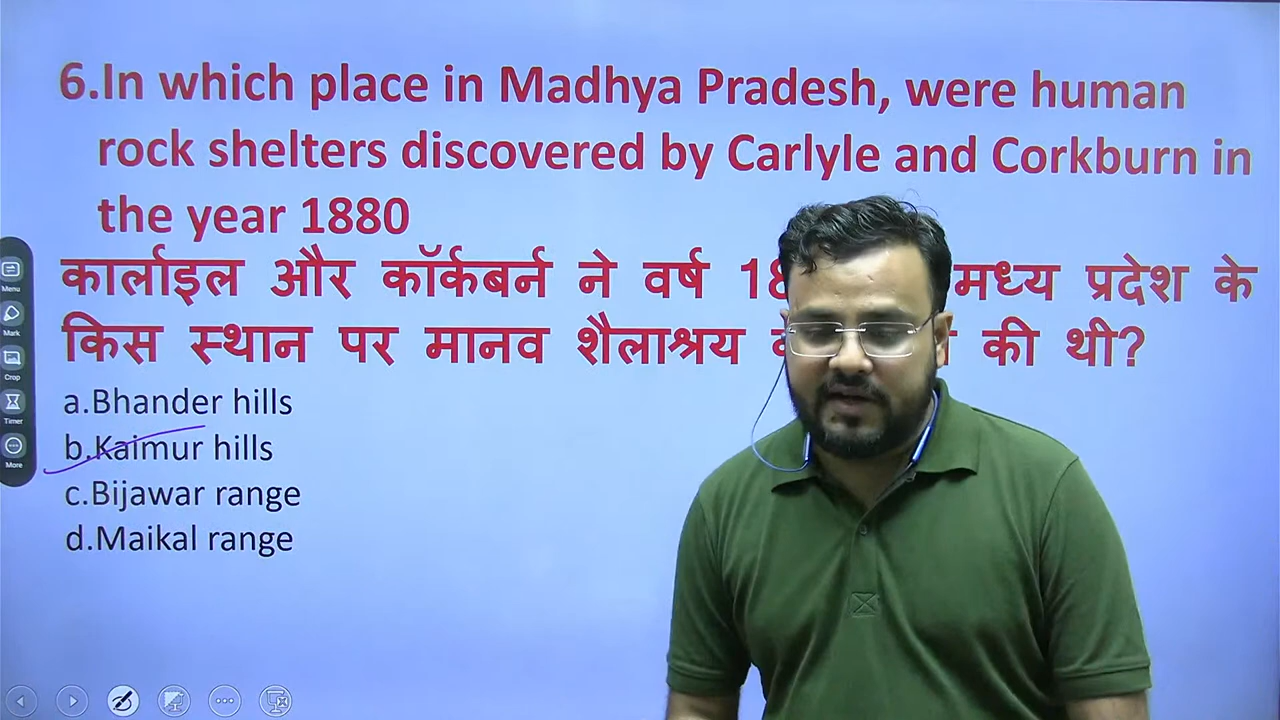 6.In which place in Madhya Pradesh, were human
rock shelters discovered by Carlyle and Corkburn in
the year 1880
कार्लाइल और कॉर्कबर्न ने वर्ष 18 मध्य प्रदेश के
किस स्थान पर मानव शैलाश्रय की थी?
a.Bhander hills
b.Kaimur hills
c.Bijawar range
d.Maikal range
Menu
Mark
Crop
Timer
More